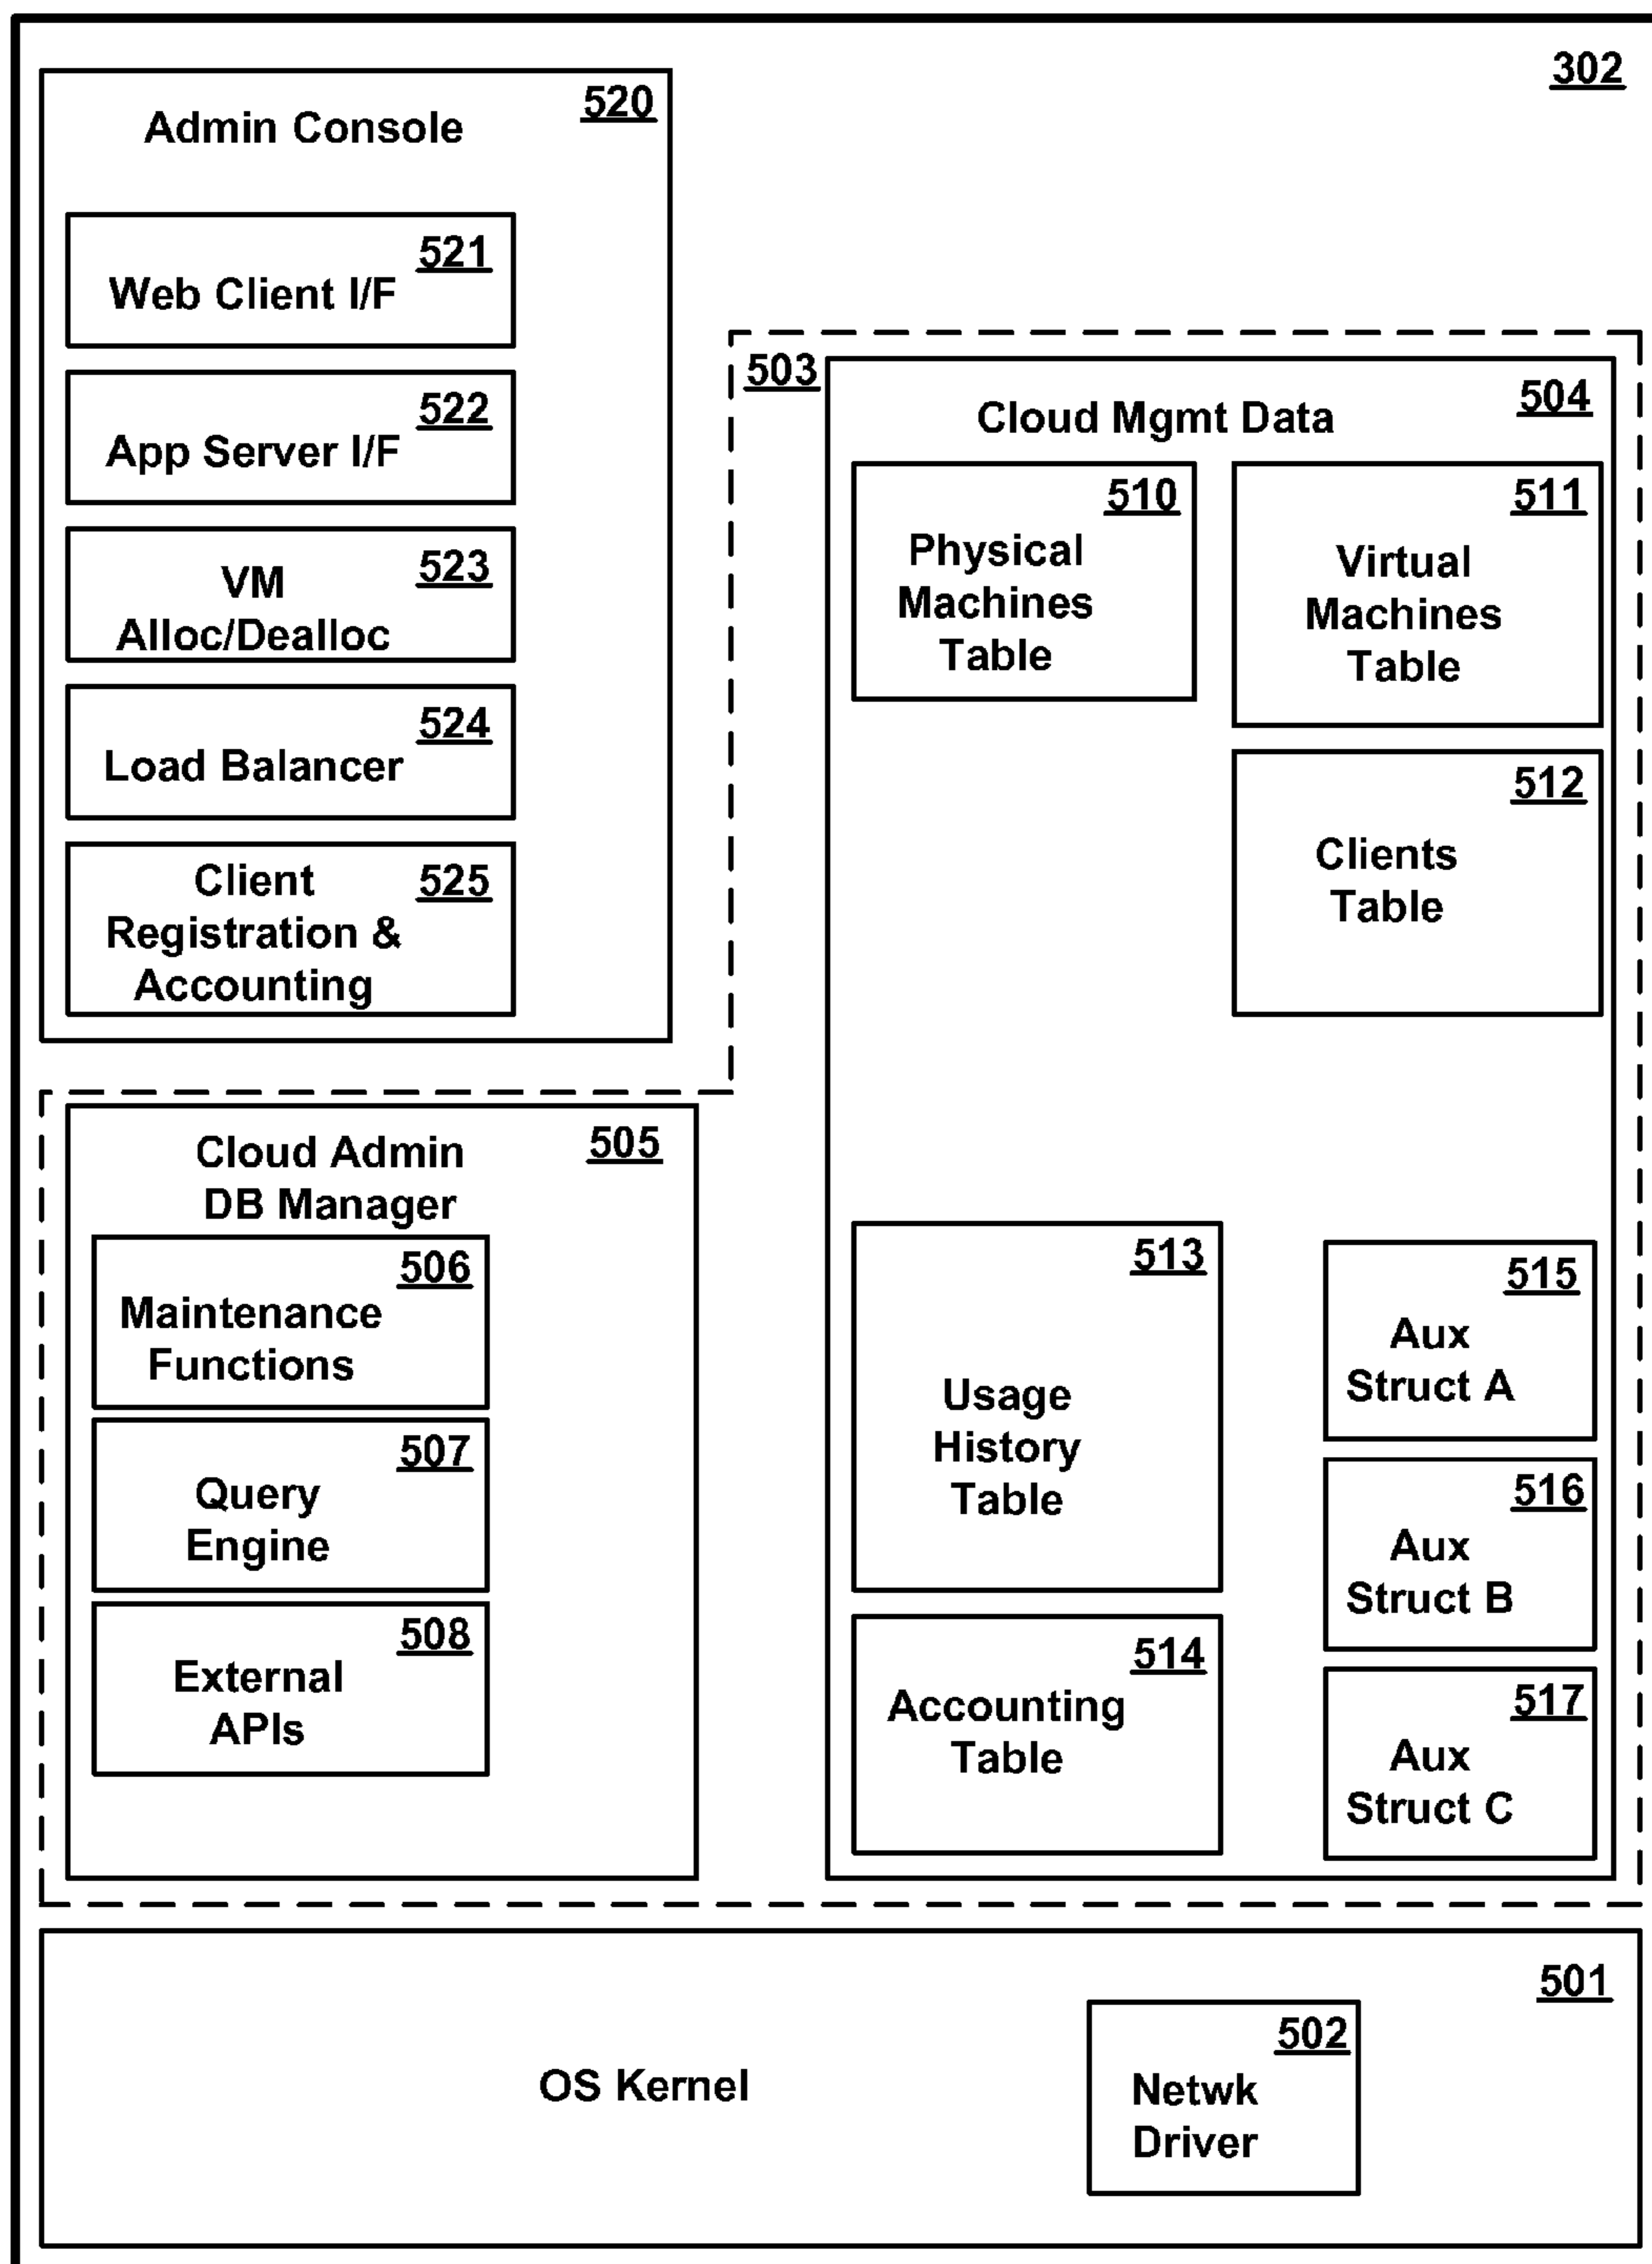 302
520
Admin Console
521
Web Client I/F
522
App Server I/F
523
VM
Alloc/Dealloc
524
Load Balancer
525
Client
Registration &
Accounting
503
504
Cloud Mgmt Data
510
Physical
Machines
Table
511
Virtual
Machines
Table
512
Clients
Table
505
Cloud Admin
DB Manager
506
Maintenance
Functions
507
Query
Engine
508
External
APIs
513
Usage
History
Table
514
Accounting
Table
515
Aux
Struct A
516
Aux
Struct B
517
Aux
Struct C
501
OS Kernel
502
Netwk
Driver